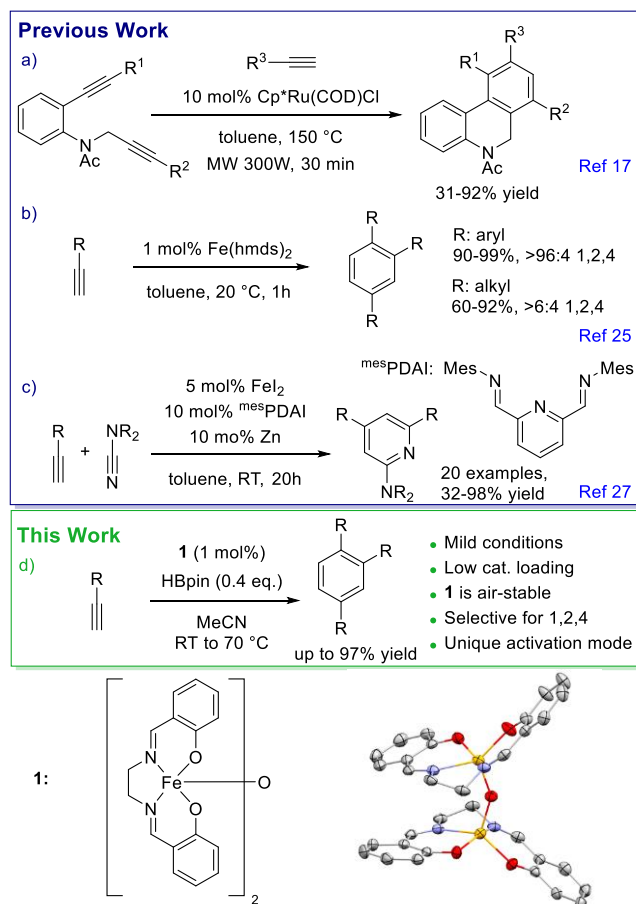 Previous Work
a)
R1
N
Ac
R2
R3
10 mol% Cp*Ru(COD)Cl
toluene, 150 °C
MW 300W, 30 min
R3
R1
R2
N
Ac
31-92% yield
Ref 17
b)
R
1 mol% Fe(hmds)2
toluene, 20 °C, 1h
R
R
R
R: aryl
90-99%, >96:4 1,2,4
R: alkyl
60-92%, >6:4 1,2,4
Ref 25
c)
R
+
NR2
N
5 mol% FeI2
10 mol% mesPDAI
10 mo% Zn
toluene, RT, 20h
R
R
N
NR2
mesPDAI:
Mes
N
N
N
Mes
20 examples,
32-98% yield
Ref 27
This Work
d)
R
1 (1 mol%)
HBpin (0.4 eq.)
MeCN
RT to 70 °C
R
R
R
up to 97% yield
• Mild conditions
• Low cat. loading
• 1 is air-stable
• Selective for 1,2,4
• Unique activation mode
1:
N
O
Fe
O
N
O
2